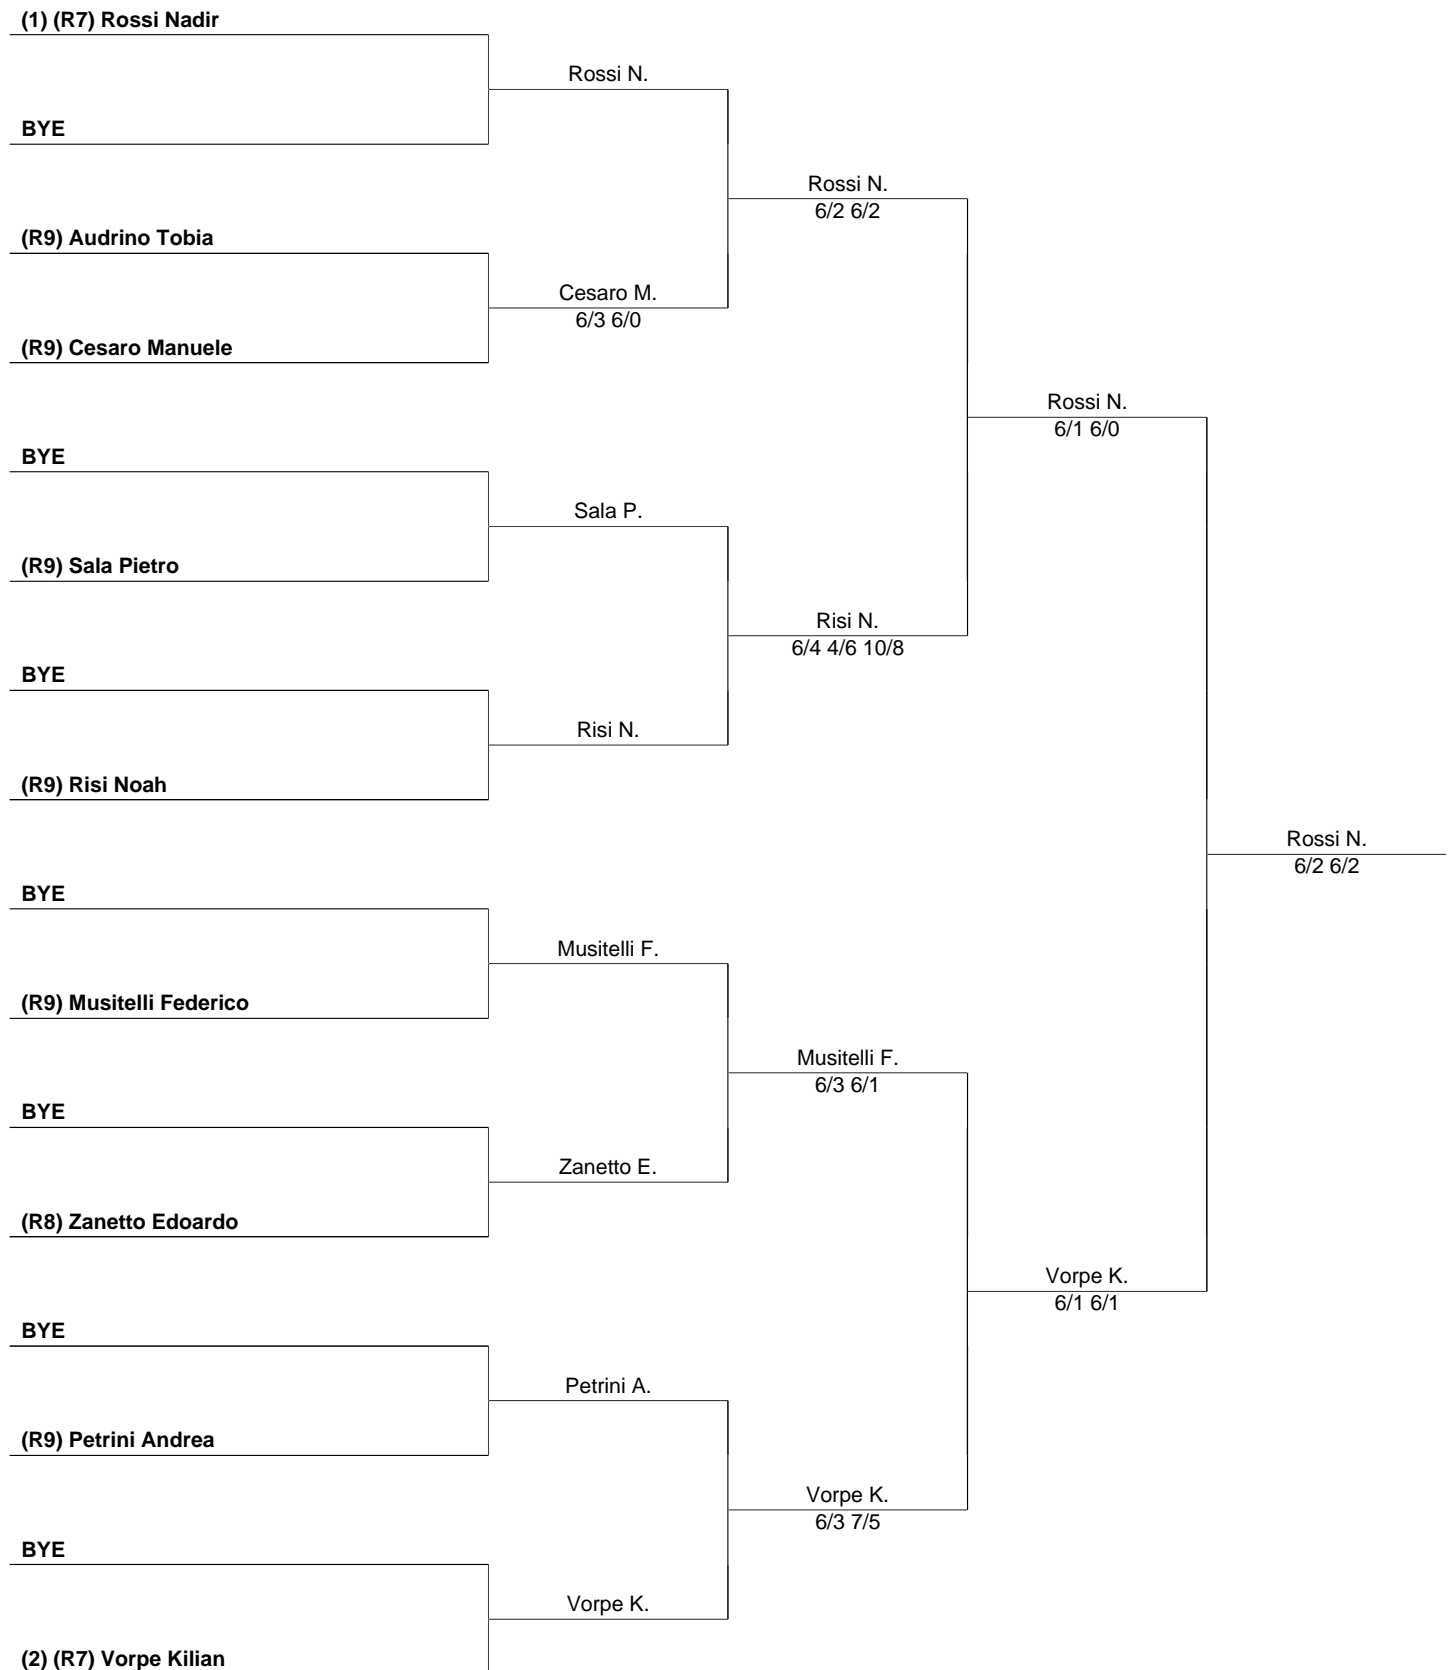 (1) (R7) Rossi Nadir
Rossi N.
BYE
Rossi N.
6/2 6/2
(R9) Audrino Tobia
Cesaro M.
6/3 6/0
(R9) Cesaro Manuele
Rossi N.
6/1 6/0
BYE
Sala P.
(R9) Sala Pietro
Risi N.
6/4 4/6 10/8
BYE
Risi N.
(R9) Risi Noah
Rossi N.
6/2 6/2
BYE
Musitelli F.
(R9) Musitelli Federico
Musitelli F.
6/3 6/1
BYE
Zanetto E.
(R8) Zanetto Edoardo
Vorpe K.
6/1 6/1
BYE
Petrini A.
(R9) Petrini Andrea
Vorpe K.
6/3 7/5
BYE
Vorpe K.
(2) (R7) Vorpe Kilian